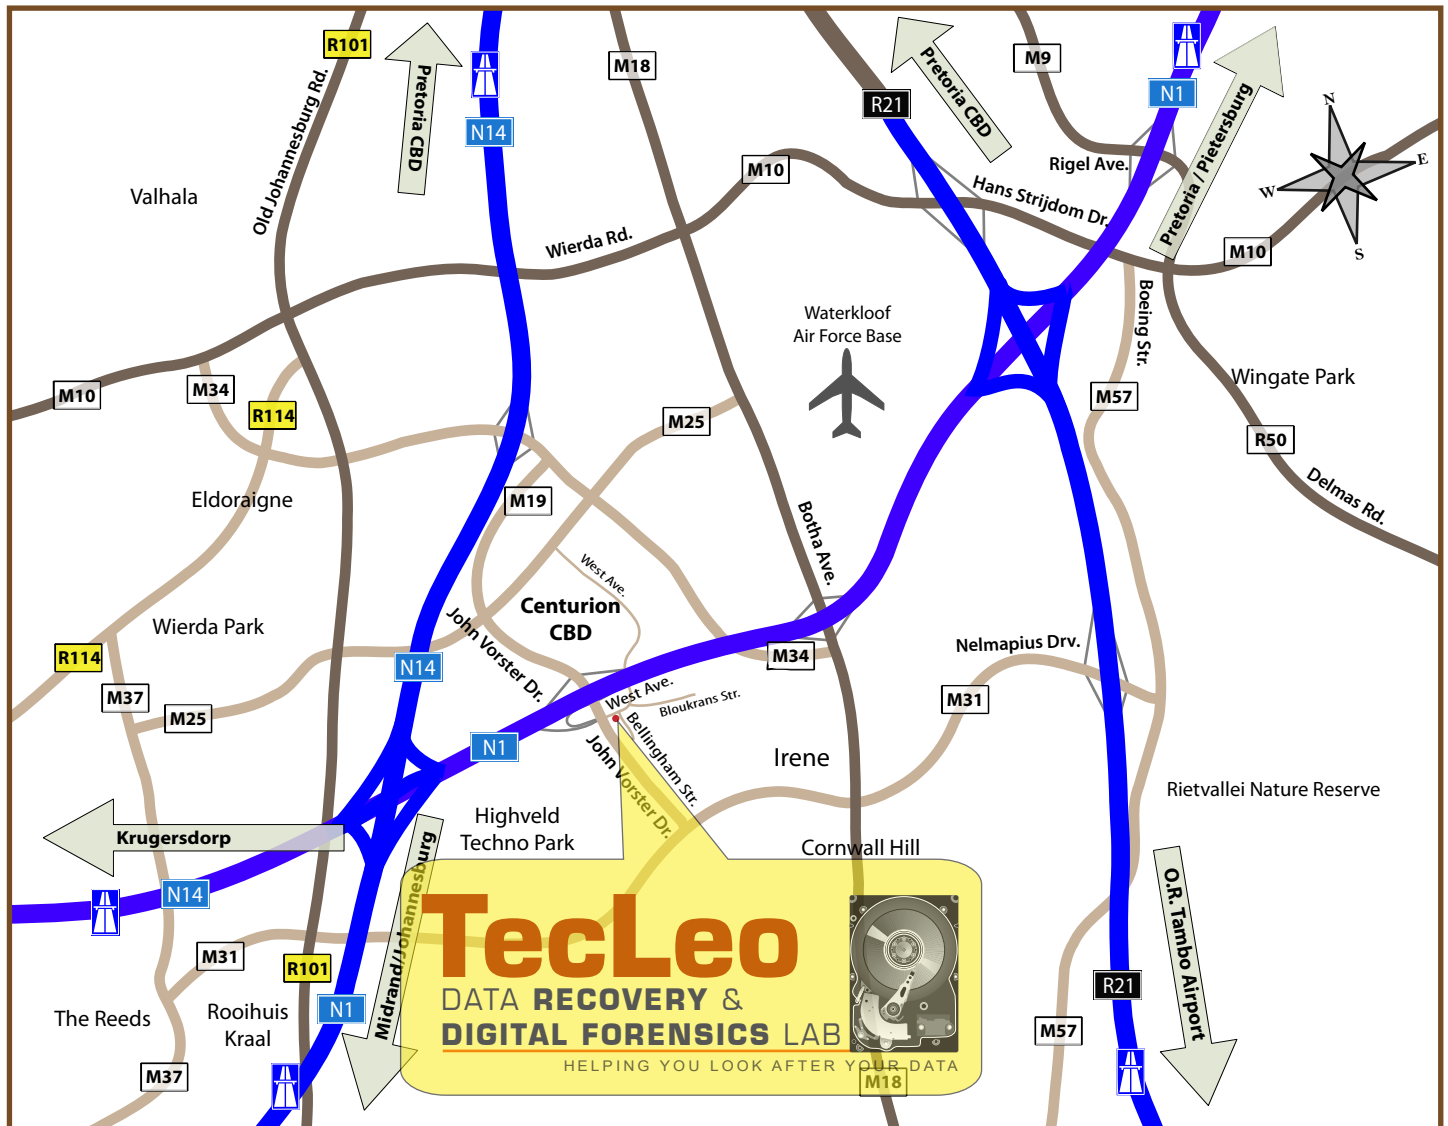 R101
M18
M9
N1
N14
R21
Pretoria CBD
Pretoria CBD
Pretoria / Pietersburg
N
E
W
S
Old Johannesburg Rd.
Valhala
M10
Rigel Ave.
Hans Strijdom Dr.
Wierda Rd.
M10
Boeing Str.
Waterkloof
Air Force Base
M10
M34
R114
M25
M57
Wingate Park
R50
Delmas Rd.
Eldoraigne
M19
Botha Ave.
West Ave.
Centurion
CBD
John Vorster Dr.
Wierda Park
R114
N14
M34
Nelmapius Drv.
M37
M25
M31
West Ave.
Bloukrans Str.
Bellingham Str.
John Vorster Dr.
N1
Irene
Rietvallei Nature Reserve
Highveld
Techno Park
Krugersdorp
Cornwall Hill
N14
Midrand/Johannesburg
O.R. Tambo Airport
M31
R101
N1
R21
The Reeds
Rooihuis
Kraal
M57
M37
M18
TecLeo
DATA RECOVERY &
DIGITAL FORENSICS LAB
HELPING YOU LOOK AFTER YOUR DATA